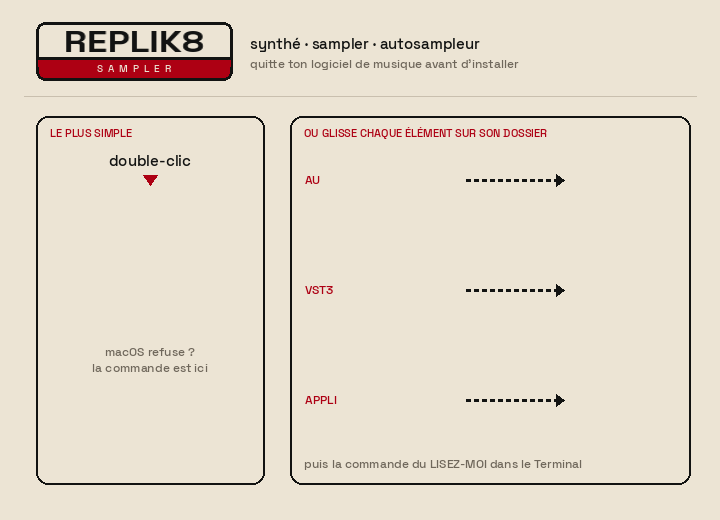 REPLIK8
SAMPLER
synthé · sampler · autosampleur
quitte ton logiciel de musique avant d'installer
LE PLUS SIMPLE
double-clic
macOS refuse ?
la commande est ici
OU GLISSE CHAQUE ÉLÉMENT SUR SON DOSSIER
AU
VST3
APPLI
puis la commande du LISEZ-MOI dans le Terminal